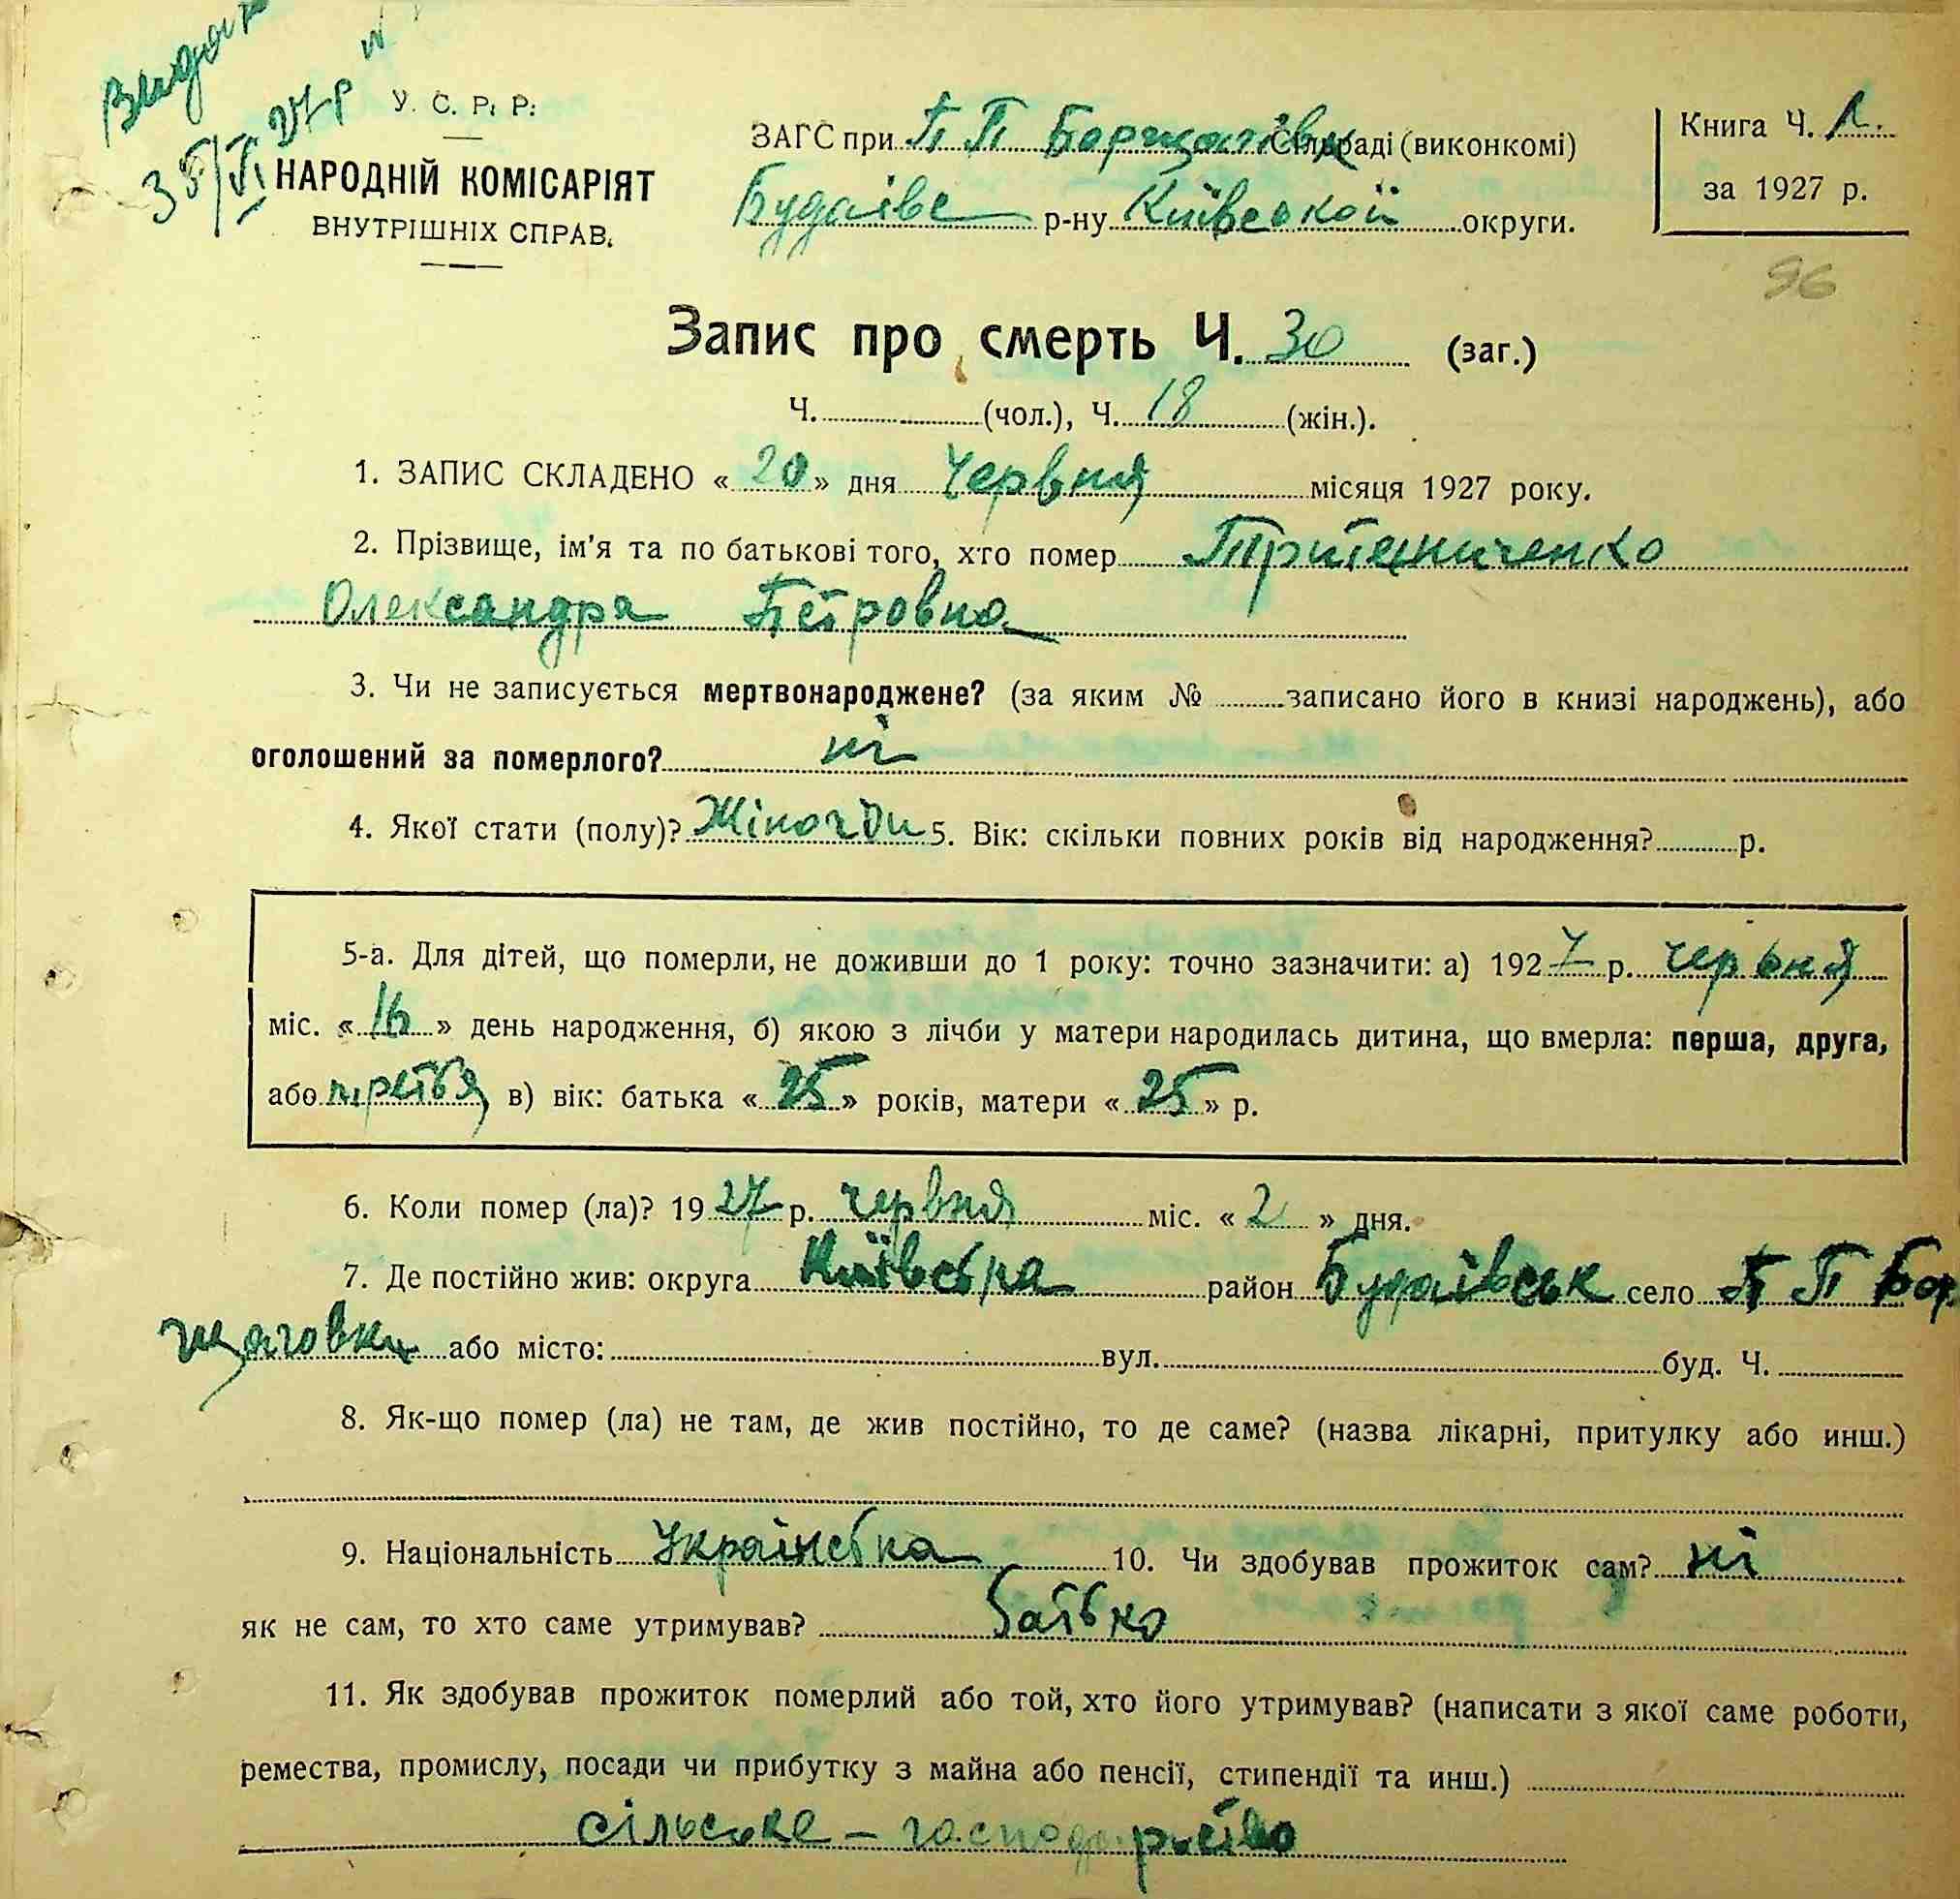 Видан
35/VI 27 р
У. С. Р. Р.
НАРОДНІЙ КОМІСАРІЯТ
ВНУТРІШНІХ СПРАВ.
ЗАГС при П П Борщагівк Сільраді (виконкомі)
Будаївс р-ну Київської округи.
Книга Ч.
за 1927 р.
96
Запис про смерть Ч. 30 (заг.)
Ч. (чол.), Ч. 18 (жін.).
1. ЗАПИС СКЛАДЕНО « 20 » дня Червня місяця 1927 року.
2. Прізвище, ім'я та по батькові того, хто помер
Олександра Петровна
3. Чи не записується мертвонароджене? (за яким № записано його в книзі народжень), або
оголошений за померлого? ні
4. Якої стати (полу)? 5. Вік: скільки повних років від народження? р.
5-а. Для дітей, що померли, не доживши до 1 року: точно зазначити: а) 1927 р. червня
міс. « 16 » день народження, б) якою з лічби у матери народилась дитина, що вмерла: перша, друга,
або третья в) вік: батька « 25 » років, матери « 25 » р.
6. Коли помер (ла)? 1927 р. червня міс. « 2 » дня.
7. Де постійно жив: округа Київська район Будаївськ село П П Бор
щаговки або місто: вул. буд. Ч.
8. Як-що помер (ла) не там, де жив постійно, то де саме? (назва лікарні, притулку або инш.)
9. Національність Українська 10. Чи здобував прожиток сам? ні
як не сам, то хто саме утримував? батько
11. Як здобував прожиток померлий або той, хто його утримував? (написати з якої саме роботи,
ремества, промислу, посади чи прибутку з майна або пенсії, стипендії та инш.)
сільське - господарство